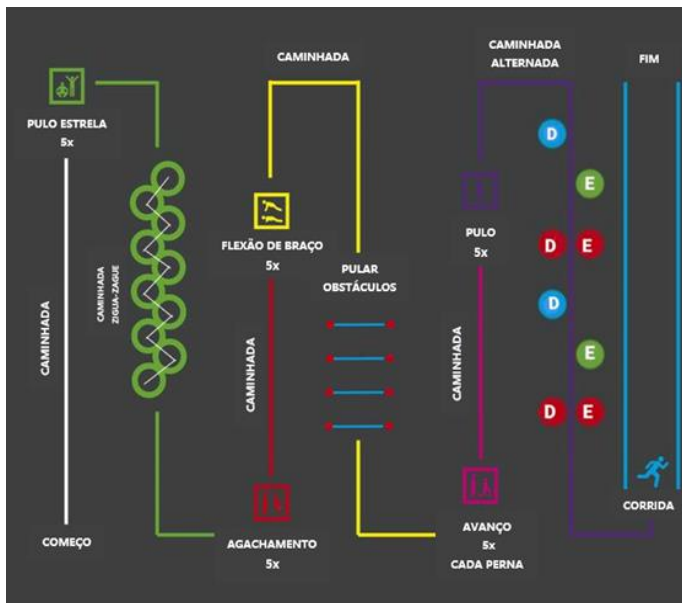 CAMINHADA
CAMINHADA
ALTERNADA
FIM
PULO ESTRELA
5x
D
E
FLEXÃO DE BRAÇO
5x
PULO
5x
D E
PULAR
OBSTÁCULOS
CAMINHADA
ZIGUA-ZAGUE
D
CAMINHADA
CAMINHADA
CAMINHADA
E
D E
CORRIDA
COMEÇO
AGACHAMENTO
5x
AVANÇO
5x
CADA PERNA